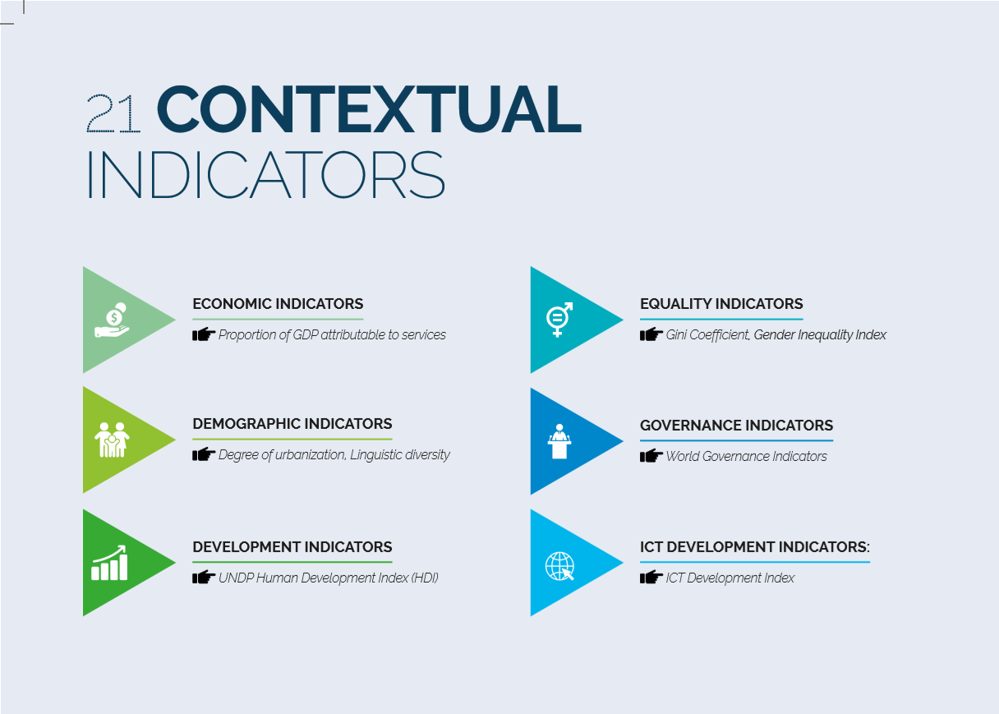 21 CONTEXTUAL
INDICATORS
ECONOMIC INDICATORS
Proportion of GDP attributable to services
DEMOGRAPHIC INDICATORS
Degree of urbanization, Linguistic diversity
DEVELOPMENT INDICATORS
UNDP Human Development Index (HDI)
EQUALITY INDICATORS
Gini Coefficient, Gender Inequality Index
GOVERNANCE INDICATORS
World Governance Indicators
ICT DEVELOPMENT INDICATORS:
ICT Development Index